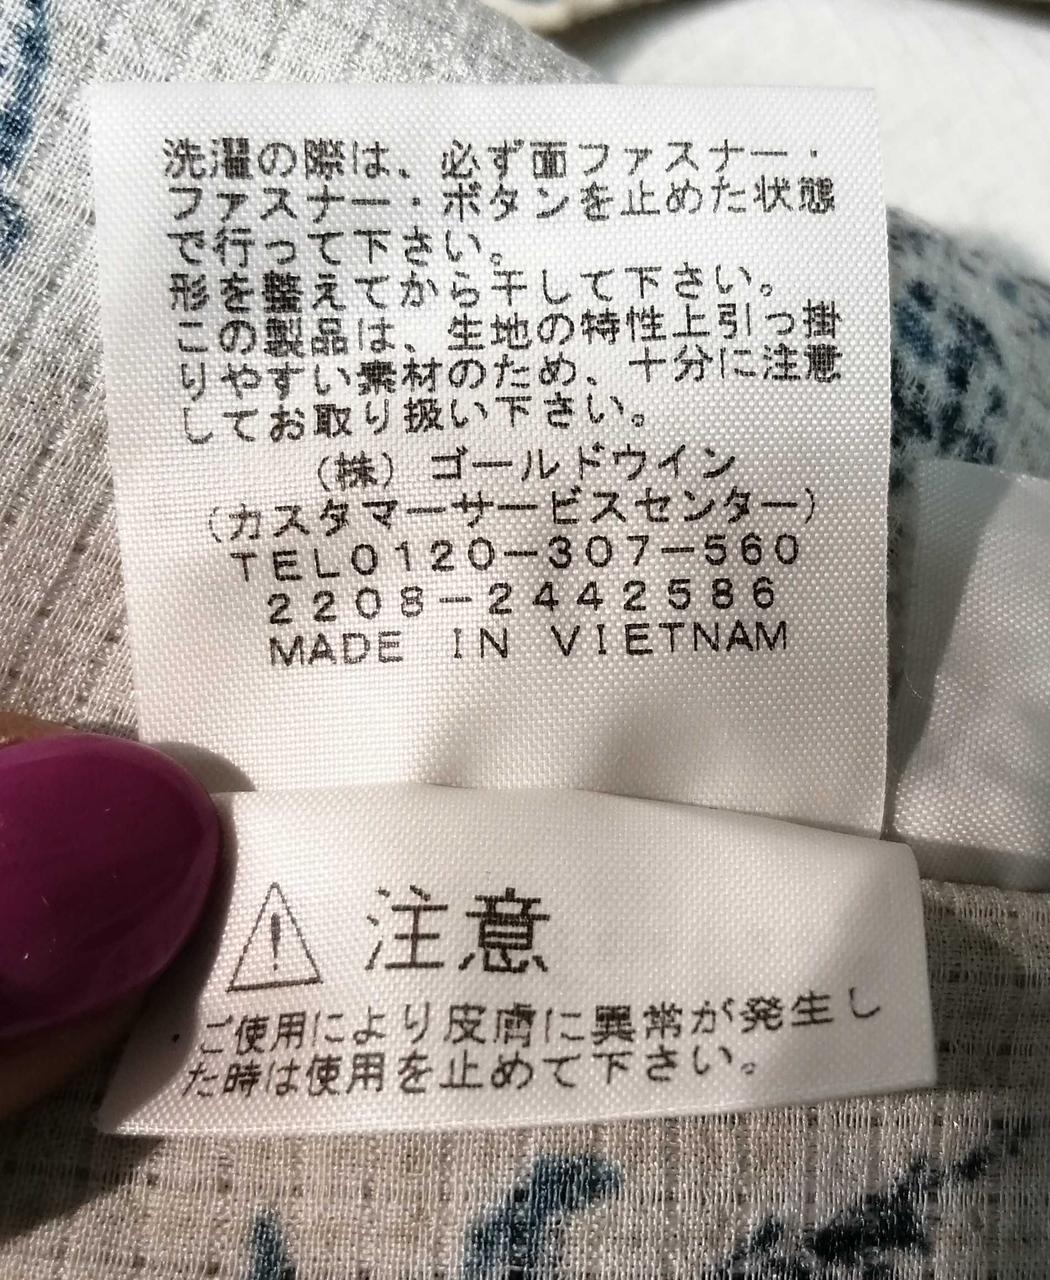 洗濯の際は、必ず面ファスナー・
ファスナー・ボタンを止めた状態
で行って下さい。
形を整えてから干して下さい。
この製品は、生地の特性上引っ掛
りやすい素材のため、十分に注意
してお取り扱い下さい。
(株) ゴールドウイン
(カスタマーサービスセンター)
TEL0120-307-560
2208-2442586
MADE IN VIETNAM
注意
・ご使用により皮膚に異常が発生し
た時は使用を止めて下さい。